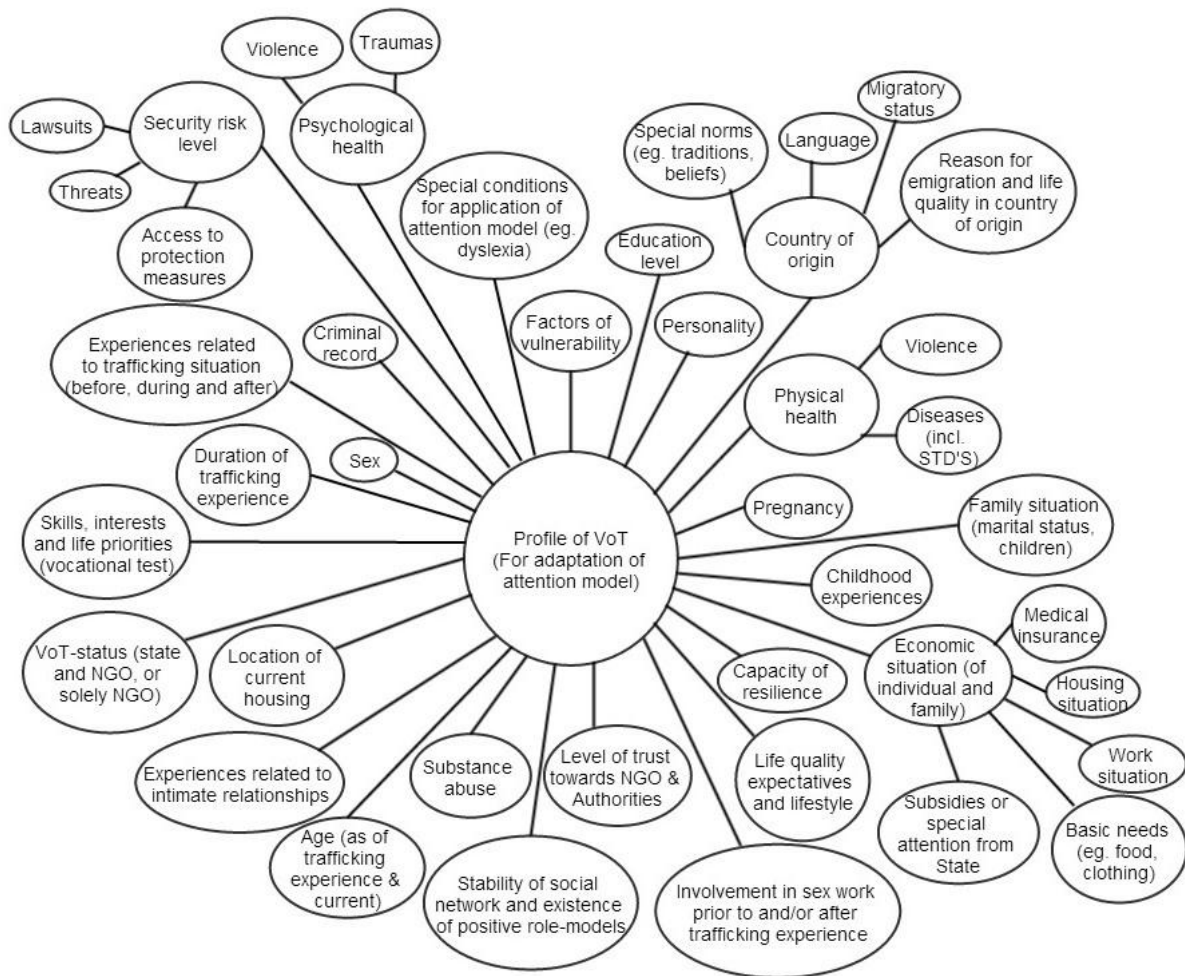 Violence
Traumas
Lawsuits
Security risk
level
Psychological
health
Threats
Access to
protection
measures
Special conditions
for application of
attention model (eg.
dyslexia)
Special norms
(eg. traditions,
beliefs)
Language
Migratory
status
Reason for
emigration and life
quality in country
of origin
Education
level
Country of
origin
Experiences related
to trafficking situation
(before, during and after)
Criminal
record
Factors of
vulnerability
Personality
Violence
Physical
health
Diseases
(incl.
STD'S)
Duration of
trafficking
experience
Sex
Pregnancy
Family situation
(marital status,
children)
Skills, interests
and life priorities
(vocational test)
Profile of VoT
(For adaptation of
attention model)
Childhood
experiences
Medical
insurance
VoT-status (state
and NGO, or
solely NGO)
Location of
current
housing
Capacity of
resilience
Economic
situation (of
individual and
family)
Housing
situation
Experiences related to
intimate relationships
Substance
abuse
Level of trust
towards NGO &
Authorities
Life quality
expectatives
and lifestyle
Work
situation
Subsidies or
special
attention from
State
Basic needs
(eg. food,
clothing)
Age (as of
trafficking
experience &
current)
Stability of social
network and existence
of positive role-models
Involvement in sex work
prior to and/or after
trafficking experience